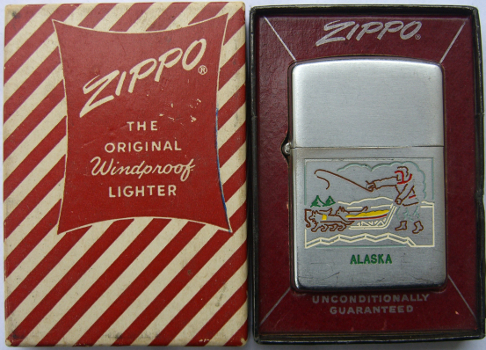 ZIPPO®
THE
ORIGINAL
Windproof
LIGHTER
ZIPPO®
ALASKA
UNCONDITIONALLY
GUARANTEED